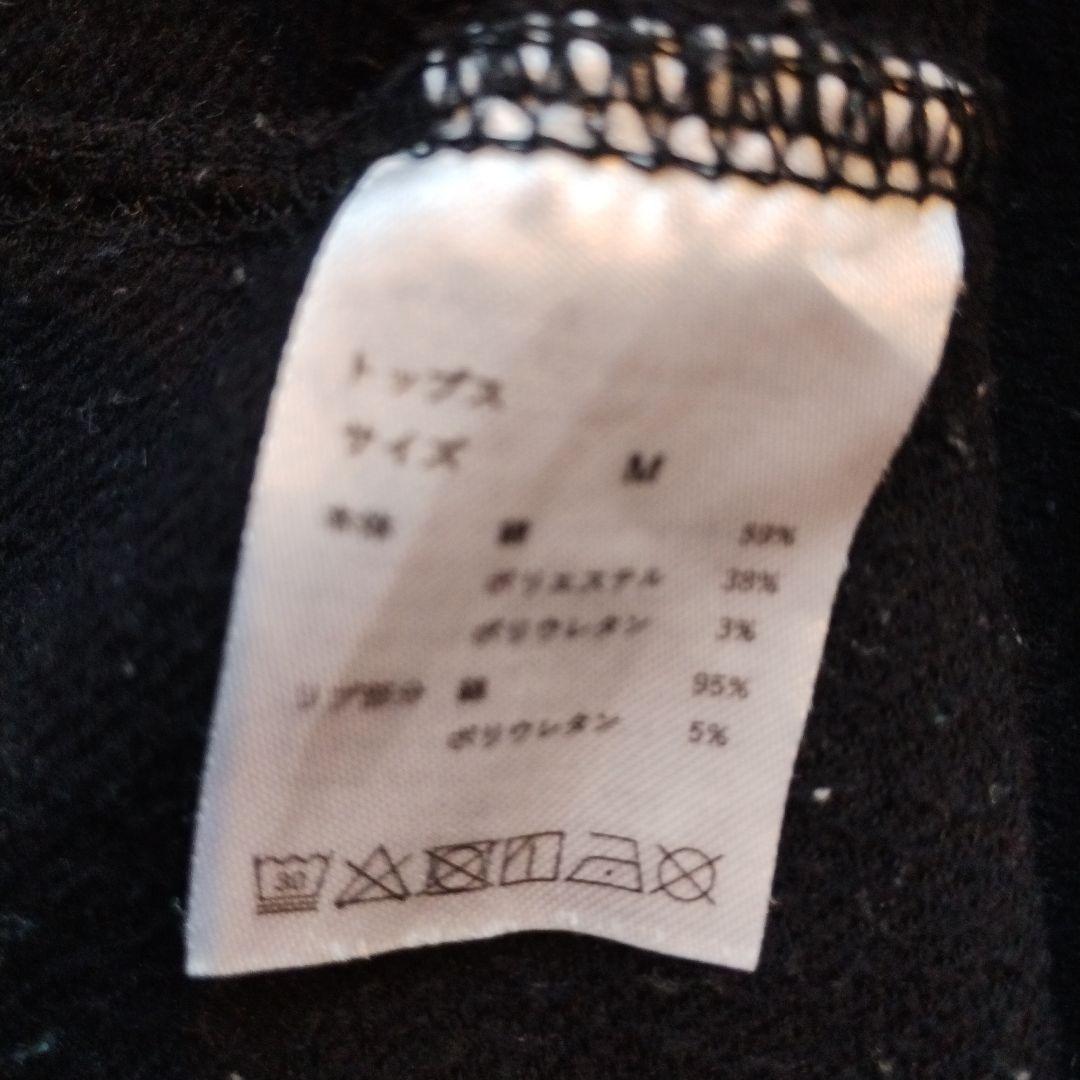 トップス
サイズ M
本体 綿 59%
ポリエステル 38%
ポリウレタン 3%
リブ部分 綿 95%
ポリウレタン 5%
30